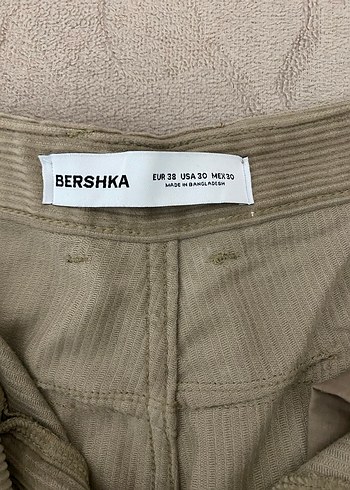 BERSHKA
EUR 38 USA 30 MEX 30
MADE IN BANGLADESH